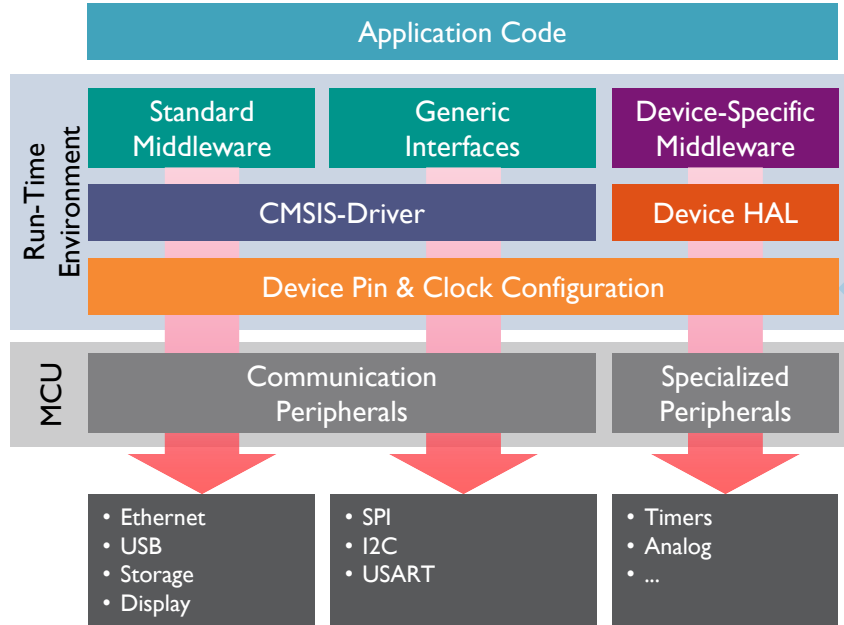 Application Code
Run-Time
Environment
Standard
Middleware
Generic
Interfaces
Device-Specific
Middleware
CMSIS-Driver
Device HAL
Device Pin & Clock Configuration
MCU
Communication
Peripherals
Specialized
Peripherals
• Ethernet
• USB
• Storage
• Display
• SPI
• I2C
• USART
• Timers
• Analog
• ...